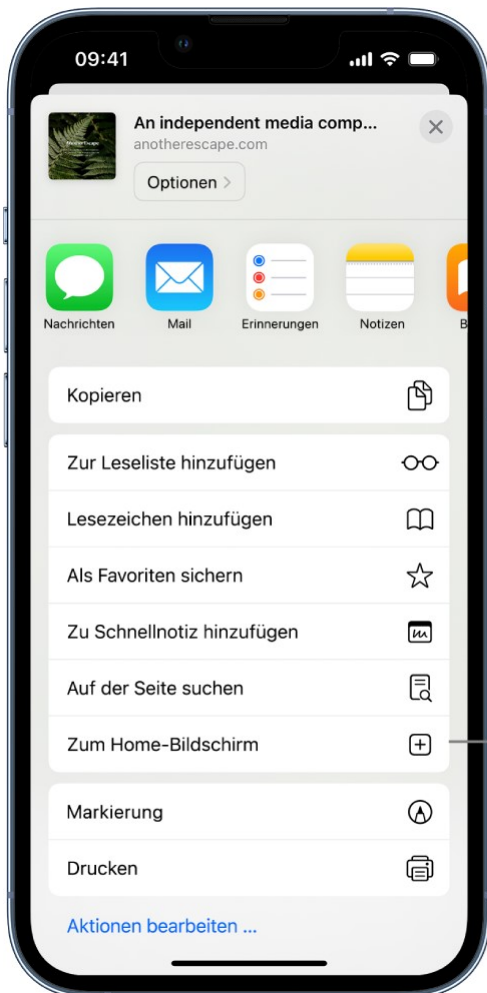 09:41
An independent media comp...
anotherescape.com
Optionen
Nachrichten
Mail
Erinnerungen
Notizen
B
Kopieren
Zur Leseliste hinzufügen
Lesezeichen hinzufügen
Als Favoriten sichern
Zu Schnellnotiz hinzufügen
Auf der Seite suchen
Zum Home-Bildschirm
Markierung
Drucken
Aktionen bearbeiten ...